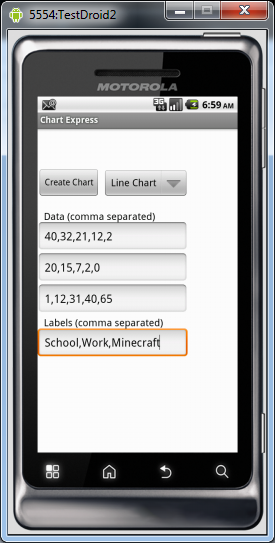 5554:TestDroid2
MOTOROLA
3G
6:59 AM
Chart Express
Create Chart
Line Chart
Data (comma separated)
40,32,21,12,2
20,15,7,2,0
1,12,31,40,65
Labels (comma separated)
School,Work,Minecraft